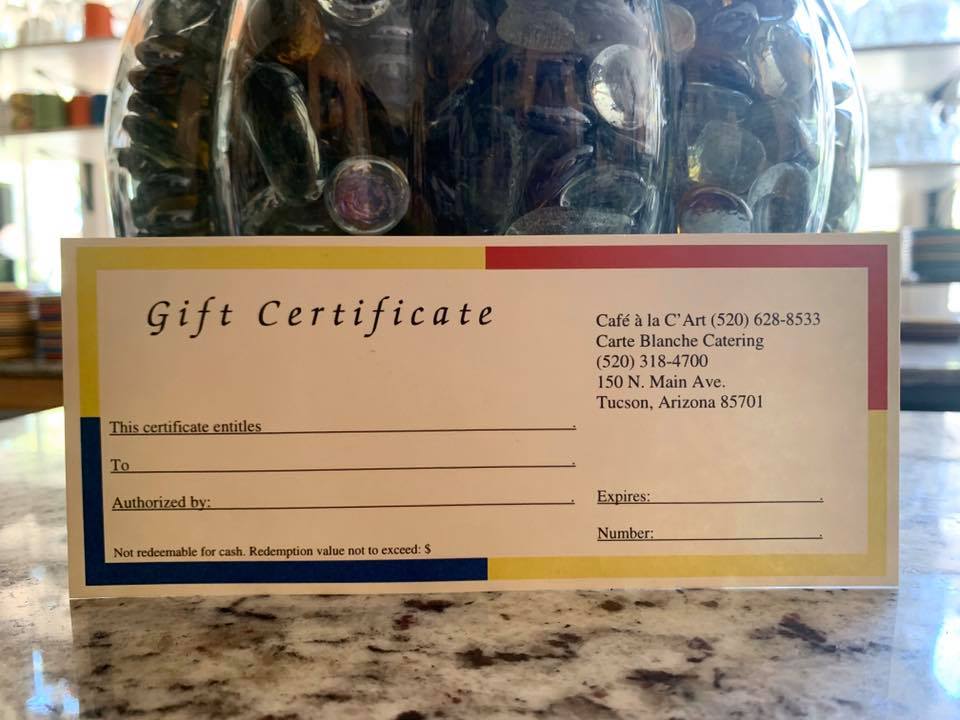 Gift Certificate
Café à la C'Art (520) 628-8533
Carte Blanche Catering
(520) 318-4700
150 N. Main Ave.
Tucson, Arizona 85701
This certificate entitles .
To .
Authorized by: .
Expires: .
Number: .
Not redeemable for cash. Redemption value not to exceed: $